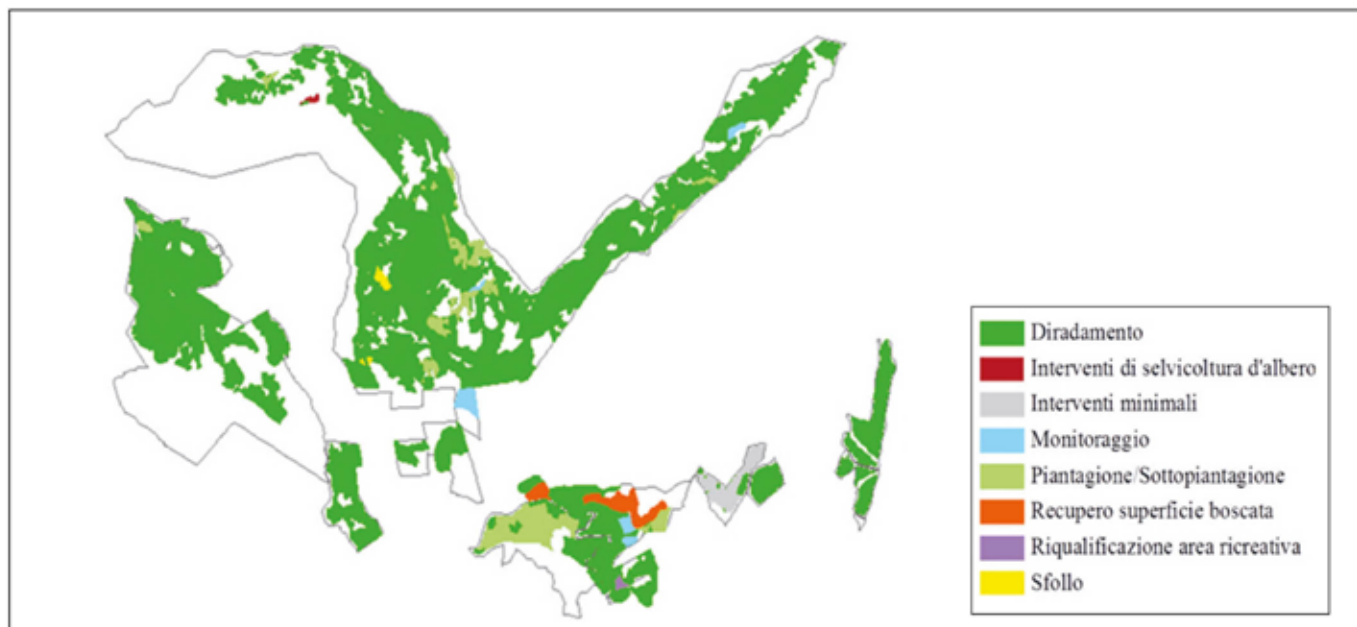 Diradamento
Interventi di selvicoltura d'albero
Interventi minimali
Monitoraggio
Piantagione/Sottopiantagione
Recupero superficie boscata
Riqualificazione area ricreativa
Sfollo